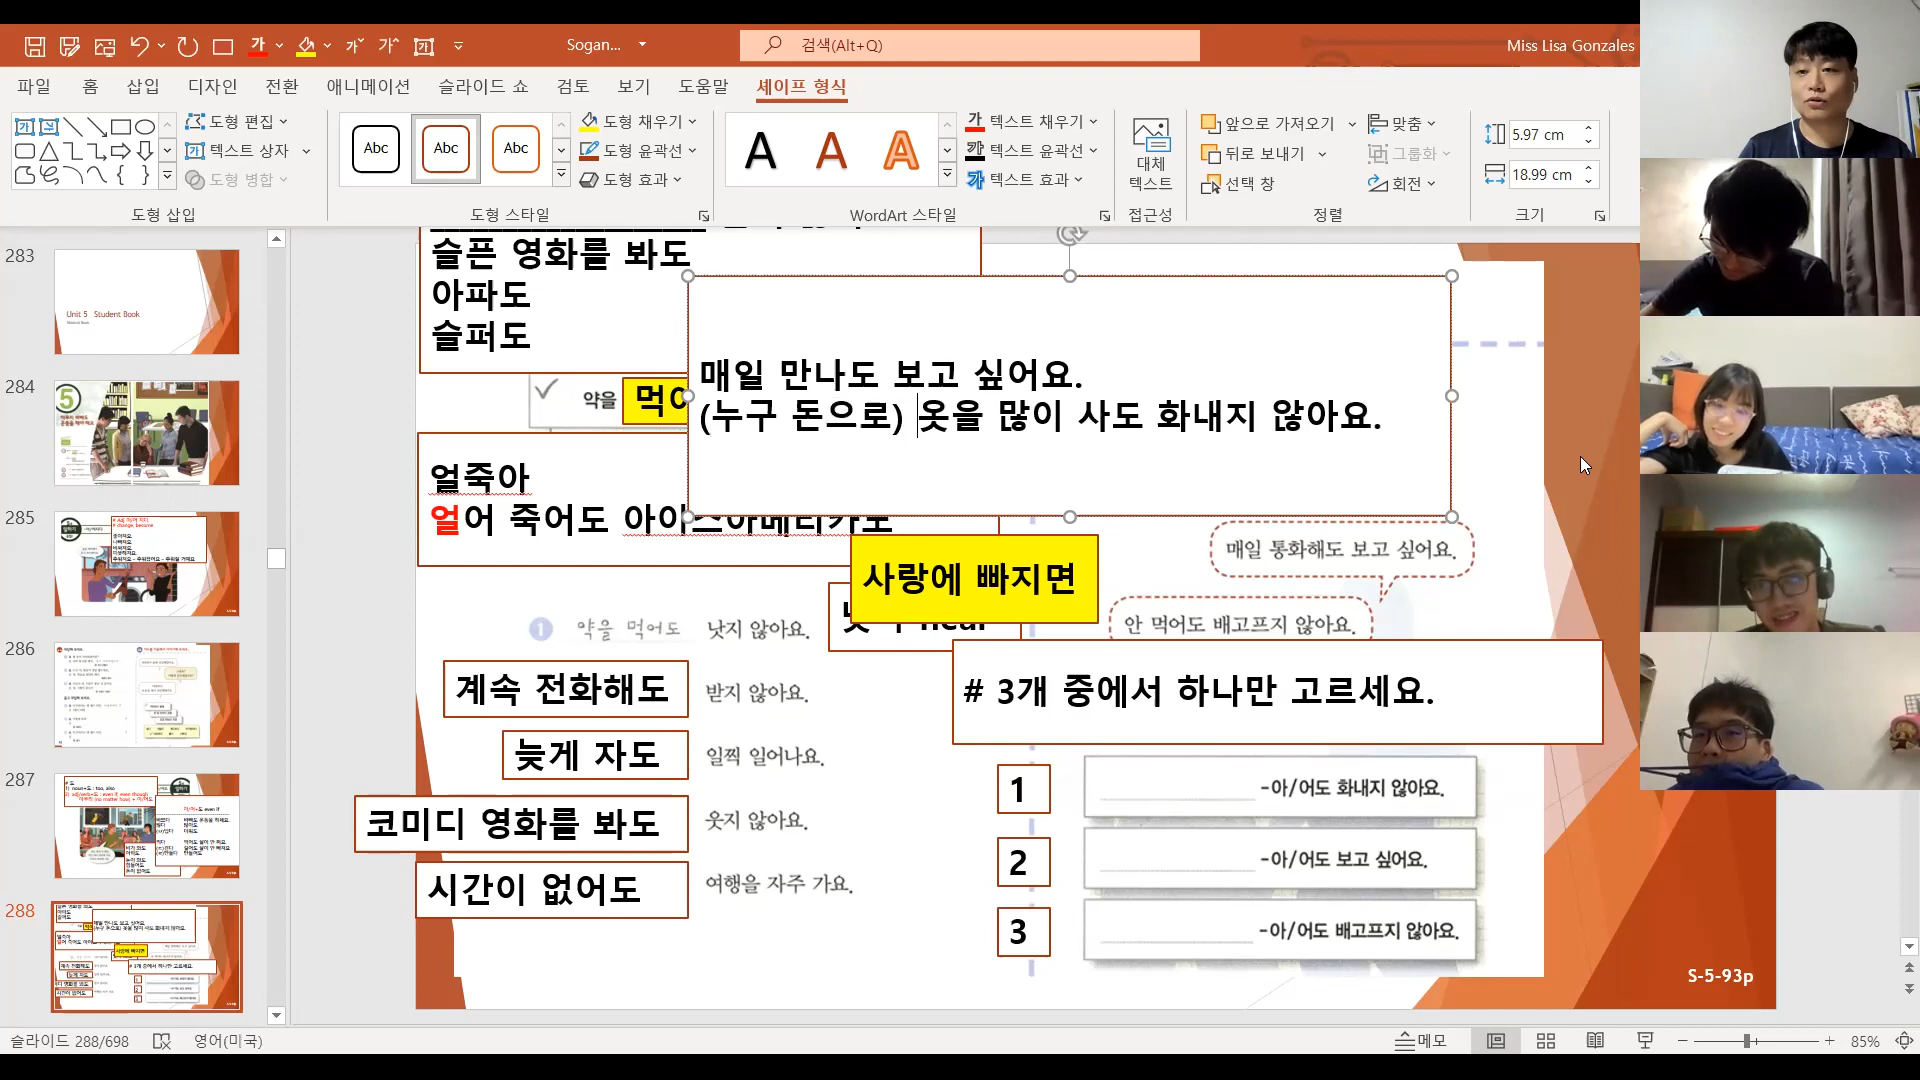 Sogan...
검색(Alt+Q)
Miss Lisa Gonzales
파일 홈 삽입 디자인 전환 애니메이션 슬라이드 쇼 검토 보기 도움말 셰이프 형식
도형 편집
텍스트 상자
도형 병합
도형 삽입
Abc Abc Abc
도형 채우기
도형 윤곽선
도형 효과
도형 스타일
A A A
텍스트 채우기
텍스트 윤곽선
텍스트 효과
WordArt 스타일
대체
텍스트
접근성
앞으로 가져오기
뒤로 보내기
선택 창
맞춤
그룹화
회전
정렬
5.97 cm
18.99 cm
크기
283
Unit 5 Student Book
284
5
285
286
287
288
슬픈 영화를 봐도
아파도
슬퍼도
매일 만나도 보고 싶어요.
(누구 돈으로) 옷을 많이 사도 화내지 않아요.
약을
얼죽아
얼어 죽어도 아이스아메리카노
사랑에 빠지면
매일 통화해도 보고 싶어요.
안 먹어도 배고프지 않아요.
1 약을 먹어도 낫지 않아요.
계속 전화해도 받지 않아요.
늦게 자도 일찍 일어나요.
코미디 영화를 봐도 웃지 않아요.
시간이 없어도 여행을 자주 가요.
# 3개 중에서 하나만 고르세요.
1 -아/어도 화내지 않아요.
2 -아/어도 보고 싶어요.
3 -아/어도 배고프지 않아요.
S-5-93p
슬라이드 288/698
영어(미국)
메모
85%